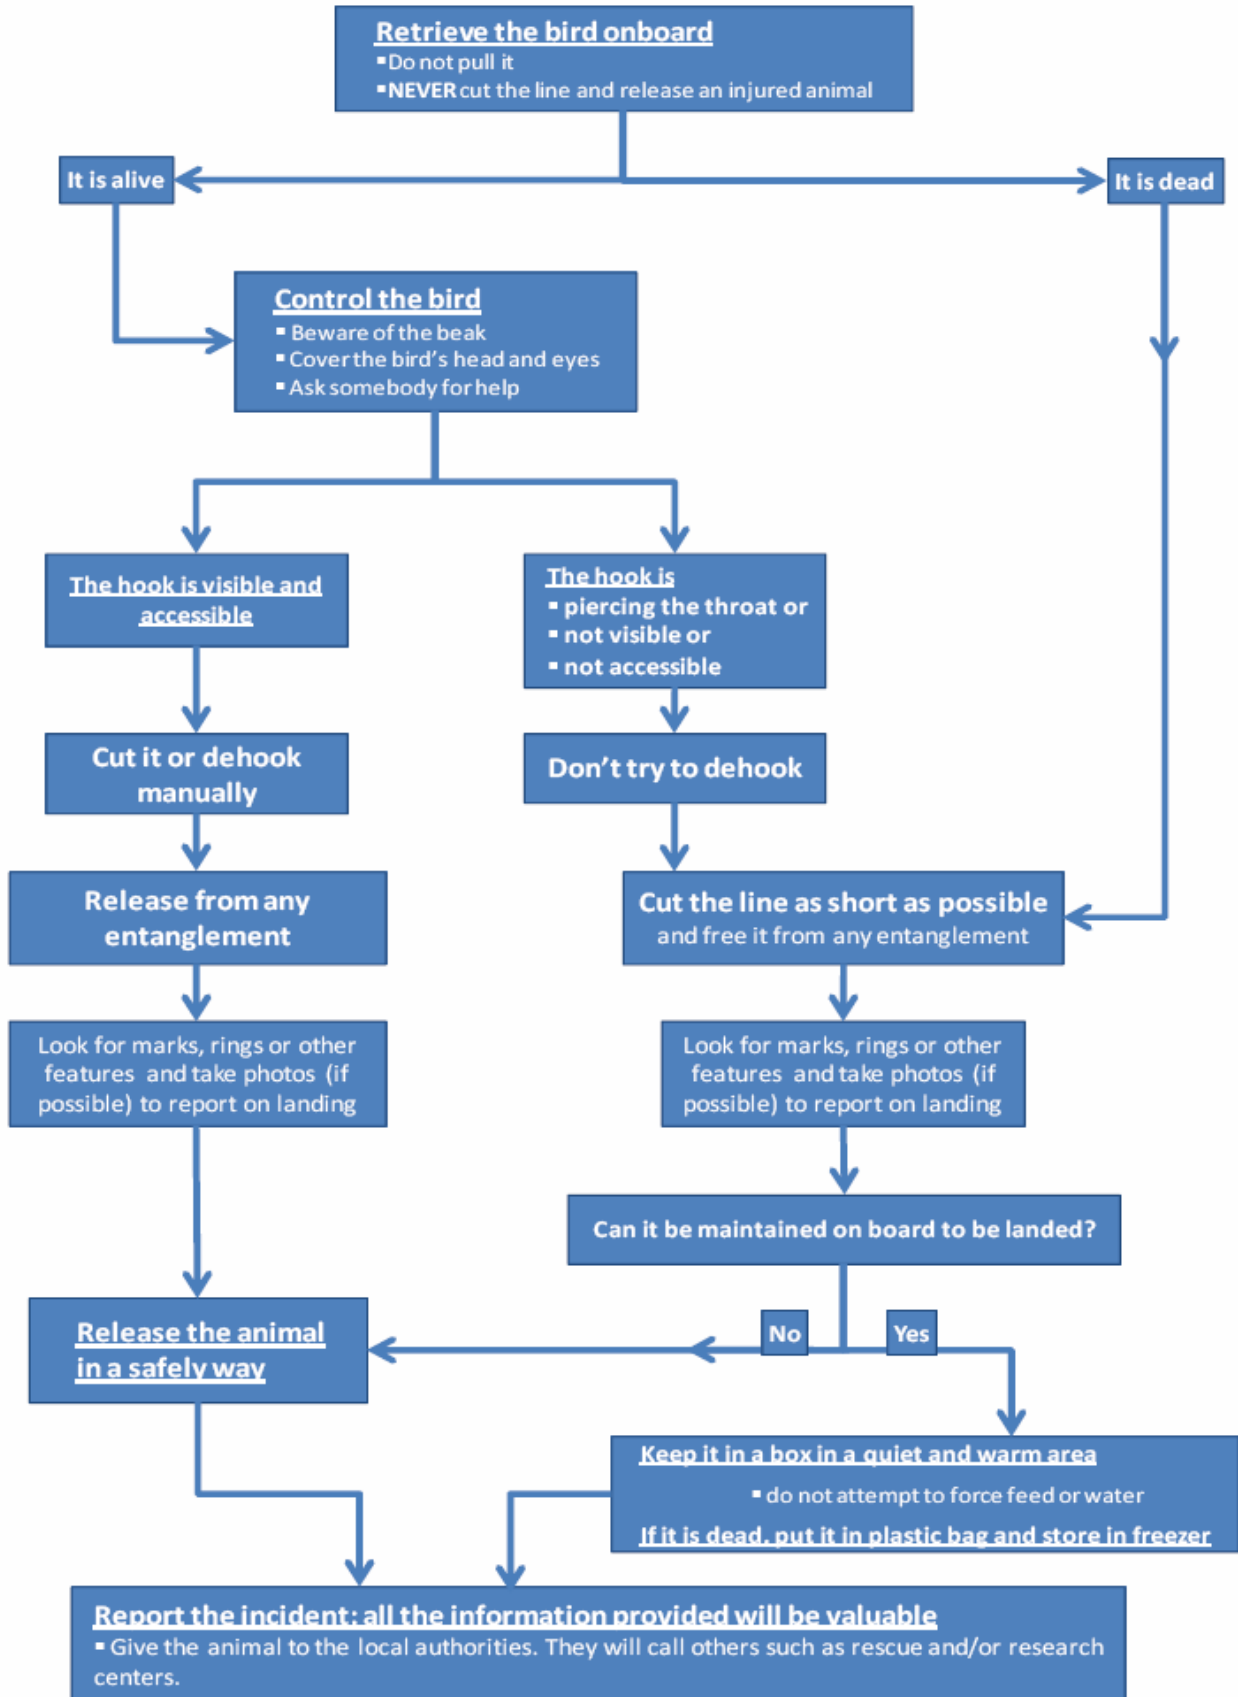 Retrieve the bird onboard
▪Do not pull it
▪NEVER cut the line and release an injured animal
It is alive
It is dead
Control the bird
▪ Beware of the beak
▪ Cover the bird's head and eyes
▪ Ask somebody for help
The hook is visible and
accessible
The hook is
▪ piercing the throat or
▪ not visible or
▪ not accessible
Cut it or dehook
manually
Don't try to dehook
Release from any
entanglement
Cut the line as short as possible
and free it from any entanglement
Look for marks, rings or other
features and take photos (if
possible) to report on landing
Look for marks, rings or other
features and take photos (if
possible) to report on landing
Can it be maintained on board to be landed?
No
Yes
Release the animal
in a safely way
Keep it in a box in a quiet and warm area
▪ do not attempt to force feed or water
If it is dead, put it in plastic bag and store in freezer
Report the incident: all the information provided will be valuable
▪ Give the animal to the local authorities. They will call others such as rescue and/or research
centers.